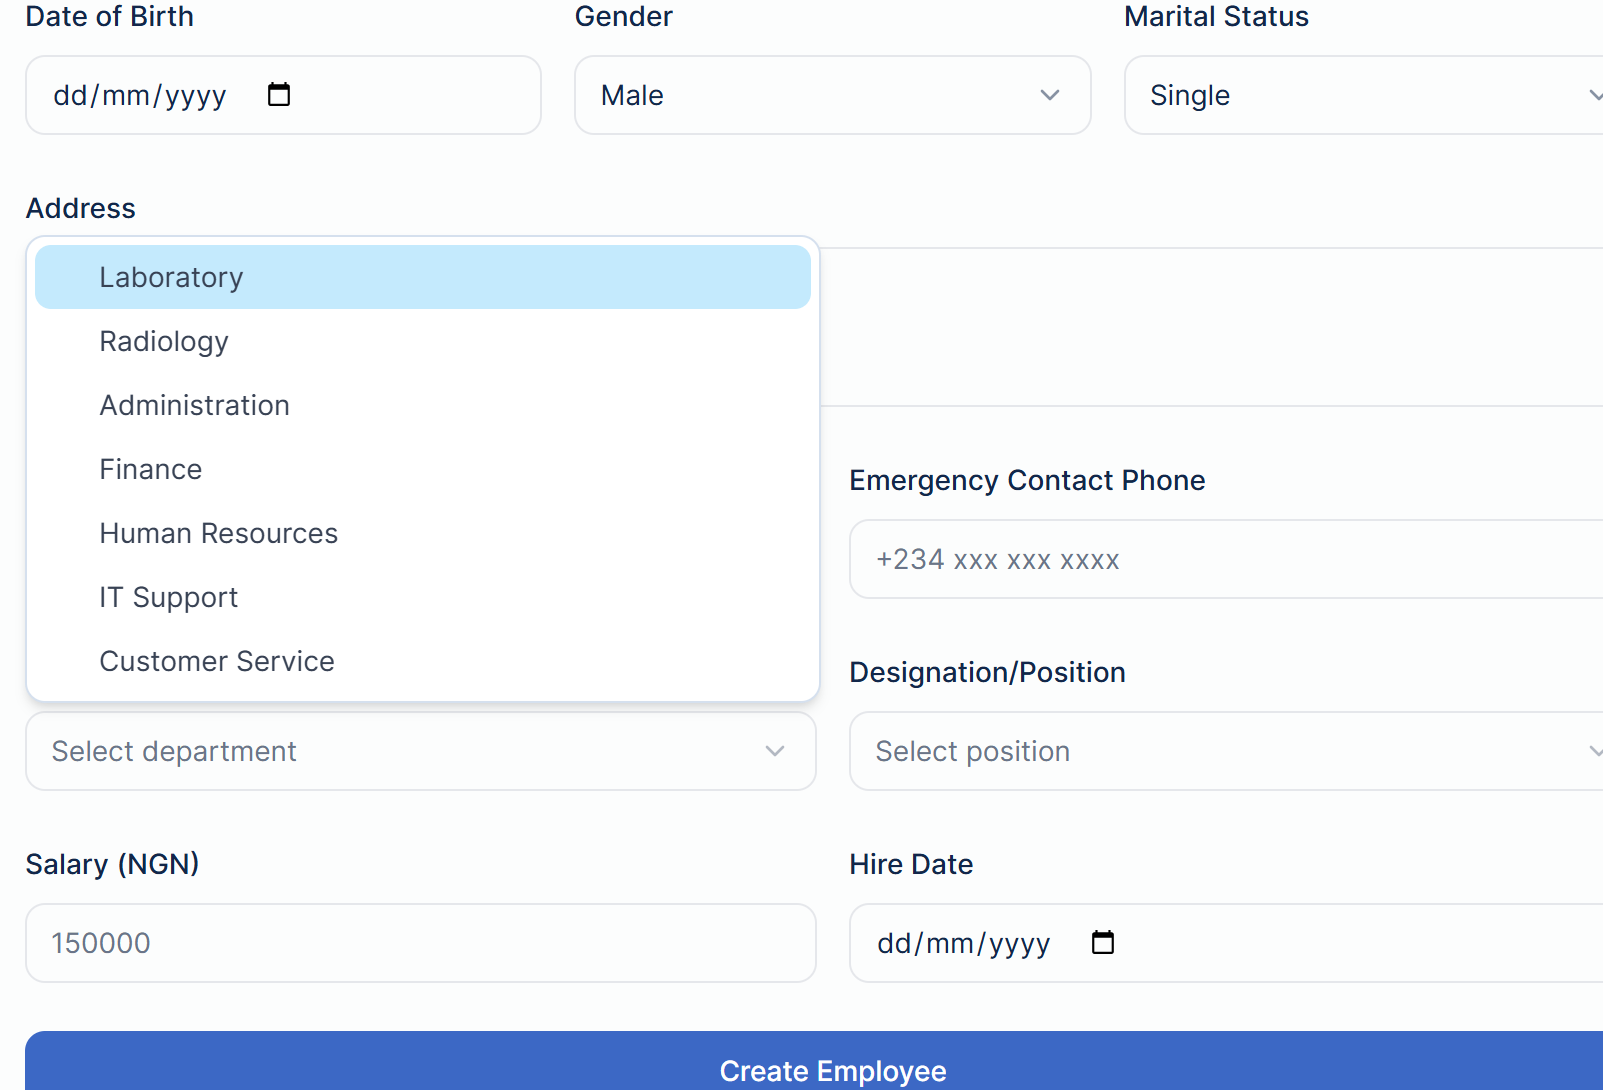 Date of Birth
Gender
Marital Status
dd/mm/yyyy
Male
Single
Address
Laboratory
Radiology
Administration
Finance
Human Resources
IT Support
Customer Service
Emergency Contact Phone
+234 xxx xxx xxxx
Designation/Position
Select department
Select position
Salary (NGN)
Hire Date
150000
dd/mm/yyyy
Create Employee